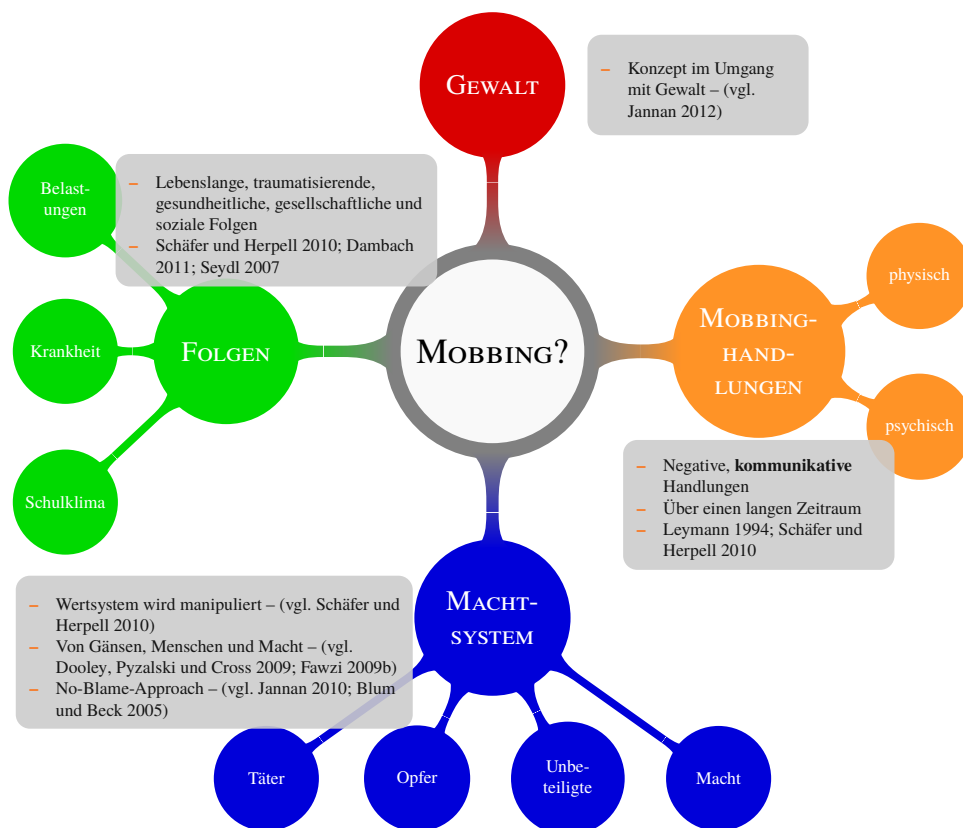 GEWALT
– Konzept im Umgang
mit Gewalt – (vgl.
Jannan 2012)
Belast-
ungen
– Lebenslange, traumatisierende,
gesundheitliche, gesellschaftliche und
soziale Folgen
– Schäfer und Herpell 2010; Dambach
2011; Seydl 2007
Krankheit
FOLGEN
Schulklima
MOBBING?
MOBBING-
HAND-
LUNGEN
physisch
psychisch
– Negative, kommunikative
Handlungen
– Über einen langen Zeitraum
– Leymann 1994; Schäfer und
Herpell 2010
MACHT-
SYSTEM
– Wertsystem wird manipuliert – (vgl. Schäfer und
Herpell 2010)
– Von Gänsen, Menschen und Macht – (vgl.
Dooley, Pyzalski und Cross 2009; Fawzi 2009b)
– No-Blame-Approach – (vgl. Jannan 2010; Blum
und Beck 2005)
Täter
Opfer
Unbe-
teiligte
Macht